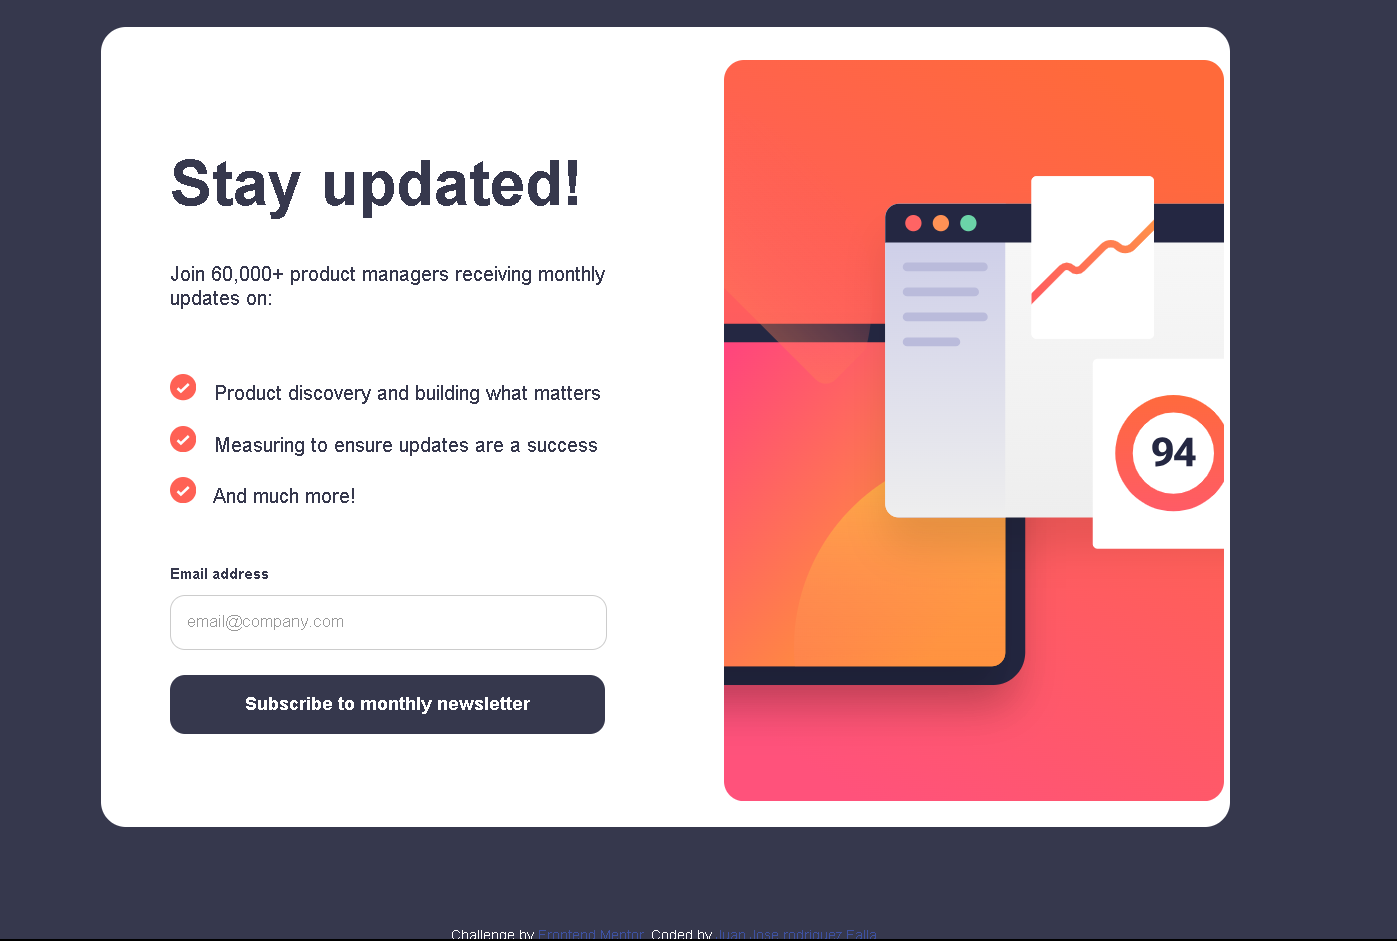 Stay updated!
Join 60,000+ product managers receiving monthly
updates on:
Product discovery and building what matters
Measuring to ensure updates are a success
And much more!
Email address
email@company.com
Subscribe to monthly newsletter
94
Challenge by Frontend Mentor. Coded by Juan Jose rodriguez Falla